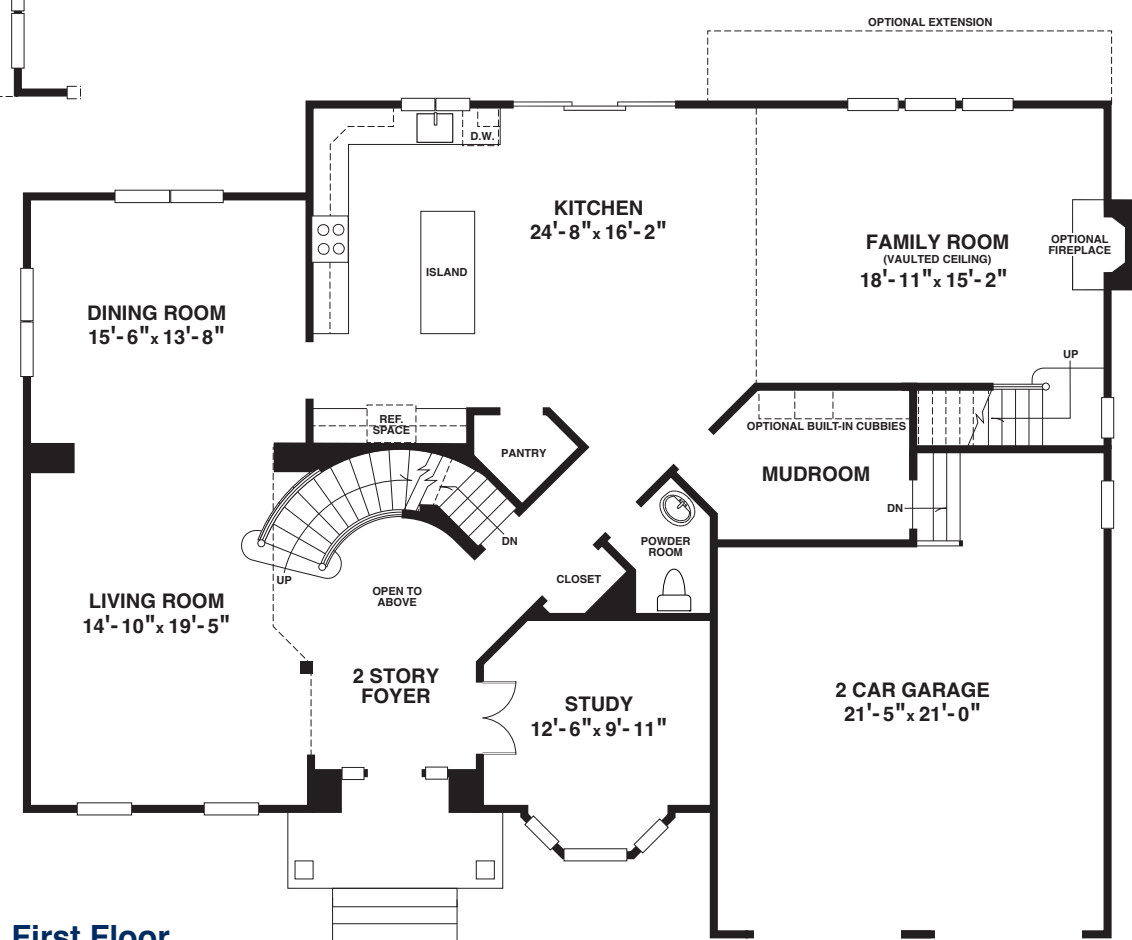 OPTIONAL EXTENSION
D.W.
KITCHEN
24'-8" x 16'-2"
FAMILY ROOM
(VAULTED CEILING)
18'-11" x 15'-2"
OPTIONAL
FIREPLACE
ISLAND
DINING ROOM
15'-6" x 13'-8"
UP
REF.
SPACE
OPTIONAL BUILT-IN CUBBIES
PANTRY
MUDROOM
DN
DN
POWDER
ROOM
UP
CLOSET
OPEN TO
ABOVE
LIVING ROOM
14'-10" x 19'-5"
2 STORY
FOYER
STUDY
12'-6" x 9'-11"
2 CAR GARAGE
21'-5" x 21'-0"
First Floor